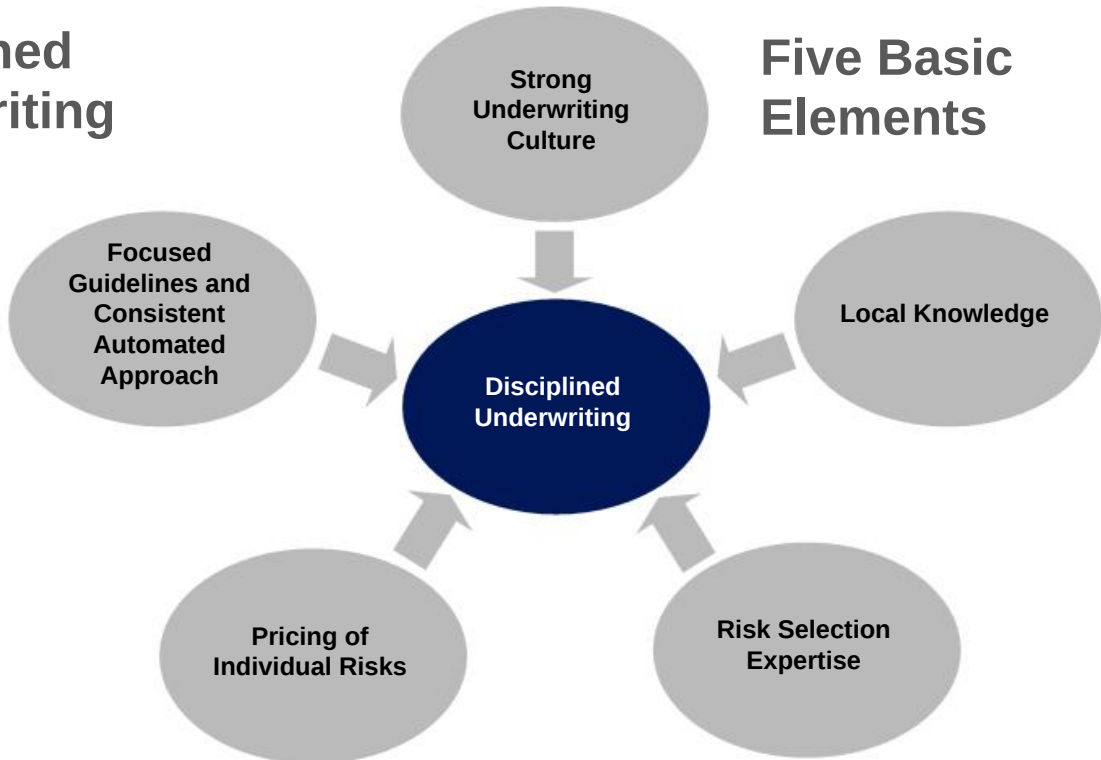 ned
riting
Five Basic
Elements
Strong
Underwriting
Culture
Focused
Guidelines and
Consistent
Automated
Approach
Local Knowledge
Disciplined
Underwriting
Pricing of
Individual Risks
Risk Selection
Expertise